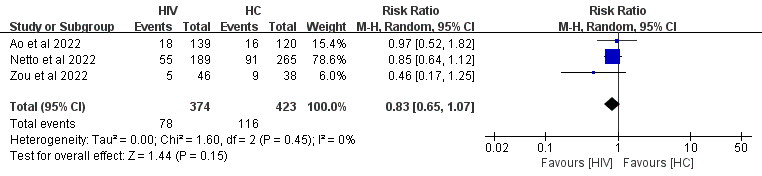 HIV HC Risk Ratio Risk Ratio
Study or Subgroup Events Total Events Total Weight M-H, Random, 95% CI M-H, Random, 95% CI
Ao et al 2022 18 139 16 120 15.4% 0.97 [0.52, 1.82]
Netto et al 2022 55 189 91 265 78.6% 0.85 [0.64, 1.12]
Zou et al 2022 5 46 9 38 6.0% 0.46 [0.17, 1.25]
Total (95% CI) 374 423 100.0% 0.83 [0.65, 1.07]
Total events 78 116
Heterogeneity: Tau² = 0.00; Chi² = 1.60, df = 2 (P = 0.45); I² = 0%
Test for overall effect: Z = 1.44 (P = 0.15)
0.02 0.1 1 10 50
Favours [HIV] Favours [HC]